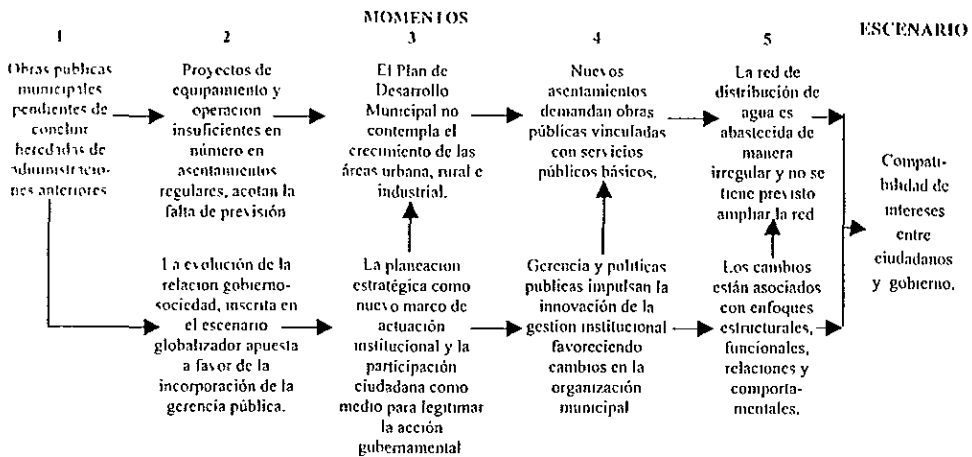 MOMENTOS
ESCENARIO
1
2
3
4
5
Obras publicas
municipales
pendientes de
concluir
heredadas de
administracio-
nes anteriores
Proyectos de
equipamiento y
operacion
insuficientes en
número en
asentamientos
regulares, acotan la
falta de previsión
El Plan de
Desarrollo
Municipal no
contempla el
crecimiento de las
áreas urbana, rural e
industrial.
Nuevos
asentamientos
demandan obras
públicas vinculadas
con servicios
públicos básicos.
La red de
distribución de
agua es
abastecida de
manera
irregular y no se
tiene previsto
ampliar la red
Compati-
bilidad de
intereses
entre
ciudadanos
y gobierno.
La evolución de la
relacion gobierno-
sociedad, inscrita en
el escenario
globalizador apuesta
a favor de la
incorporación de la
gerencia pública.
La planeacion
estratégica como
nuevo marco de
actuación
institucional y la
participación
ciudadana como
medio para legitimar
la acción
gubernamental
Gerencia y políticas
publicas impulsan la
innovación de la
gestion institucional
favoreciendo
cambios en la
organización
municipal
Los cambios
están asociados
con enfoques
estructurales,
funcionales,
relaciones y
comporta-
mentales.